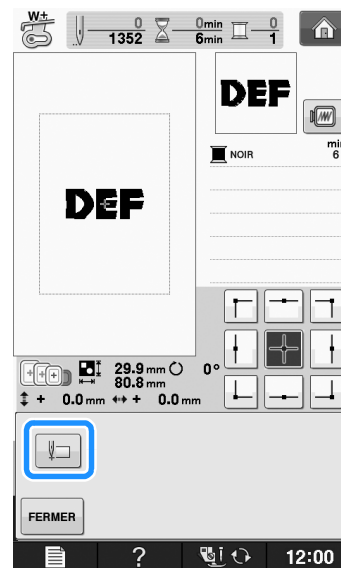 W+
0 0min 0
1352 6min 1
DEF
min
NOIR 6
DEF
29.9 mm 0°
80.8 mm
+ 0.0 mm + 0.0 mm
FERMER
? 12:00